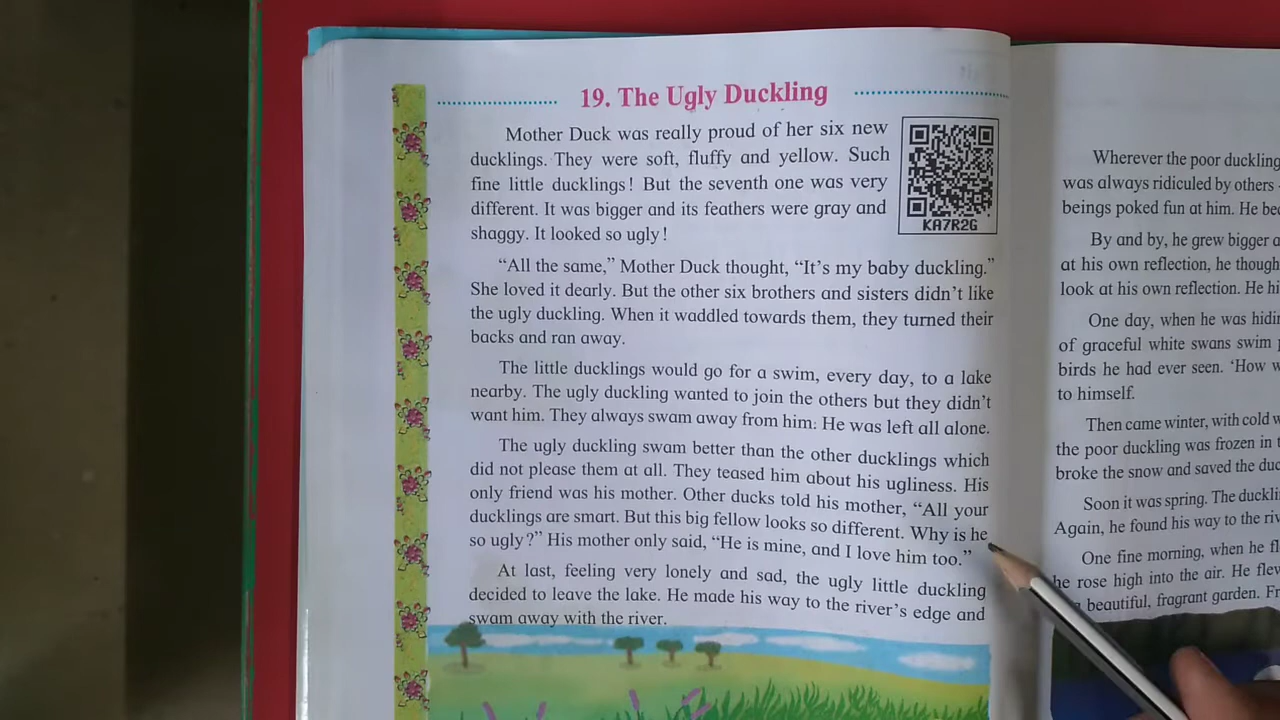 19. The Ugly Duckling
Mother Duck was really proud of her six new
ducklings. They were soft, fluffy and yellow. Such
fine little ducklings! But the seventh one was very
different. It was bigger and its feathers were gray and
shaggy. It looked so ugly!
KA7R2G
"All the same," Mother Duck thought, "It's my baby duckling."
She loved it dearly. But the other six brothers and sisters didn't like
the ugly duckling. When it waddled towards them, they turned their
backs and ran away.
The little ducklings would go for a swim, every day, to a lake
nearby. The ugly duckling wanted to join the others but they didn't
want him. They always swam away from him. He was left all alone.
The ugly duckling swam better than the other ducklings which
did not please them at all. They teased him about his ugliness. His
only friend was his mother. Other ducks told his mother, "All your
ducklings are smart. But this big fellow looks so different. Why is he
so ugly?" His mother only said, "He is mine, and I love him too."
At last, feeling very lonely and sad, the ugly little duckling
decided to leave the lake. He made his way to the river's edge and
swam away with the river.
Wherever the poor duckling
was always ridiculed by others
beings poked fun at him. He
By and by, he grew bigger
at his own reflection, he
look at his own reflection. He
One day, when he was
of graceful white swans swim
birds he had ever seen. 'How
to himself.
Then came winter, with cold
the poor duckling was frozen in
broke the snow and saved the
Soon it was spring. The
Again, he found his way to the
One fine morning, when he
he rose high into the air. He
beautiful, fragrant garden.